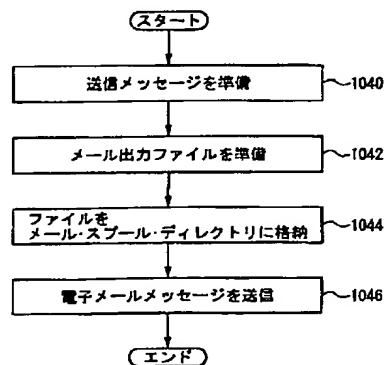 スタート
送信メッセージを準備
1040
メール出力ファイルを準備
1042
ファイルを
メール・スプール・ディレクトリに格納
1044
電子メールメッセージを送信
1046
エンド